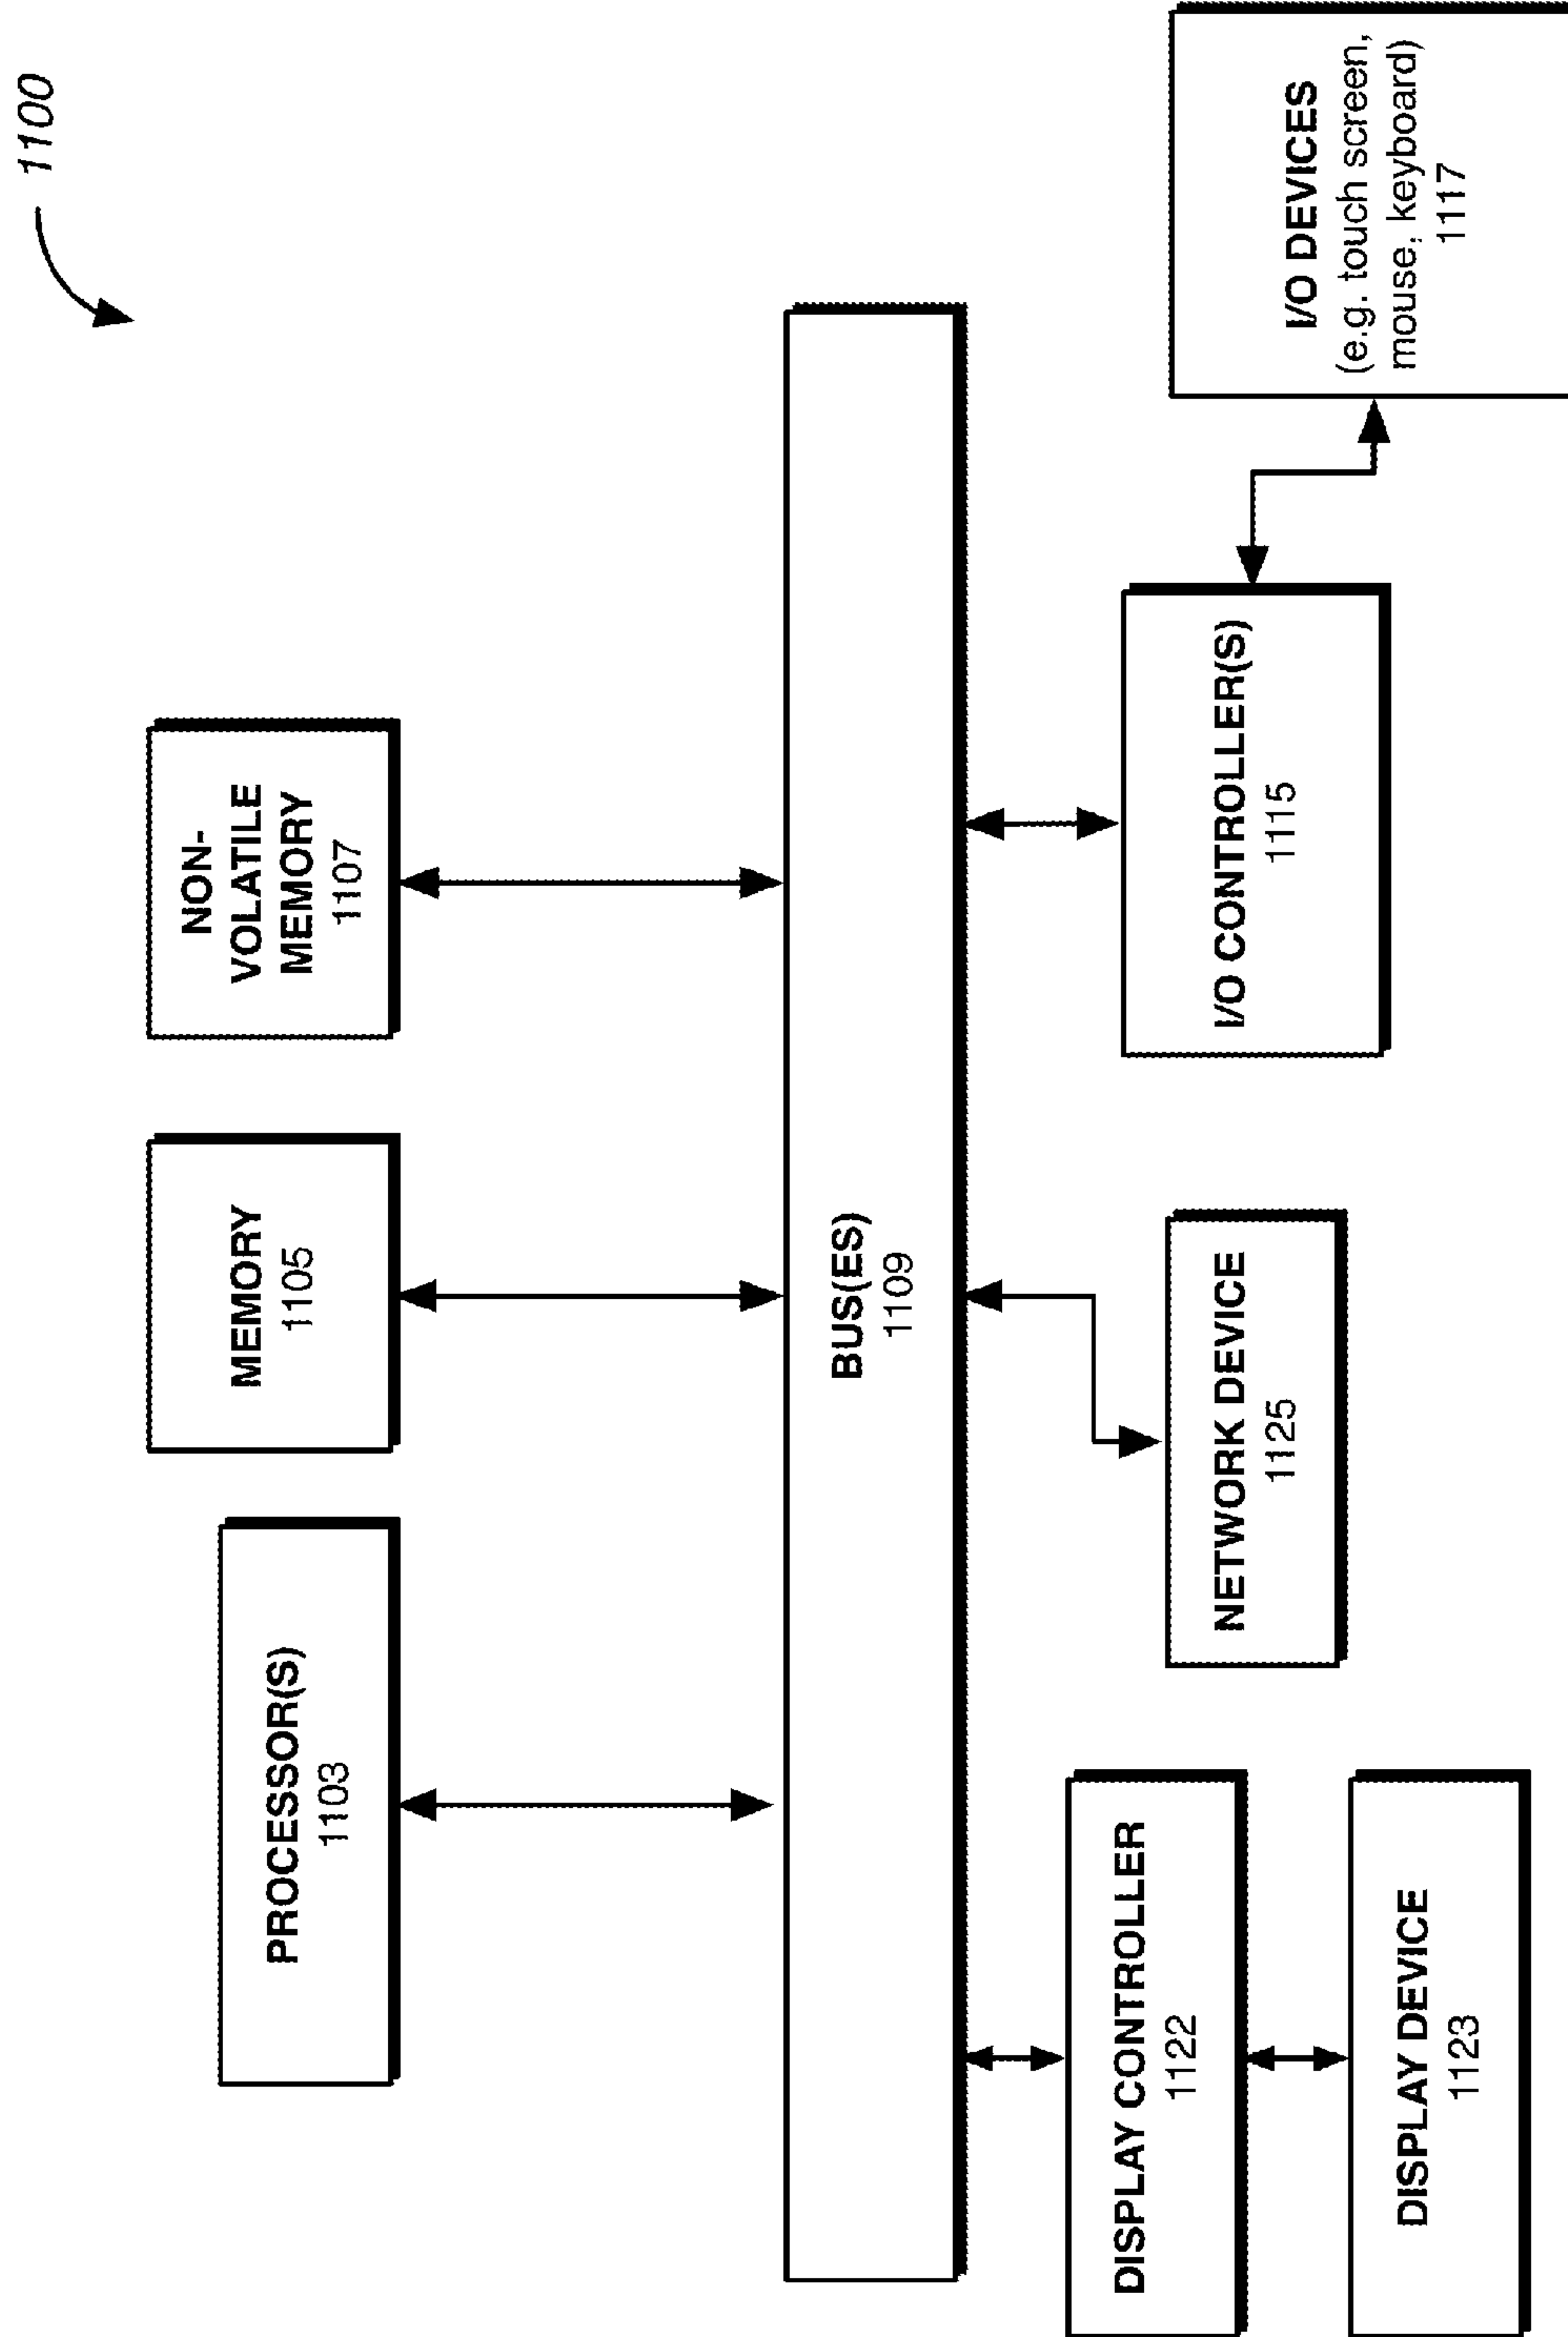 1100
PROCESSOR(S)
1103
MEMORY
1105
NON-
VOLATILE
MEMORY
1107
BUS(ES)
1109
DISPLAY CONTROLLER
1122
NETWORK DEVICE
1125
I/O CONTROLLER(S)
1115
I/O DEVICES
(e.g. touch screen,
mouse, keyboard)
1117
DISPLAY DEVICE
1123